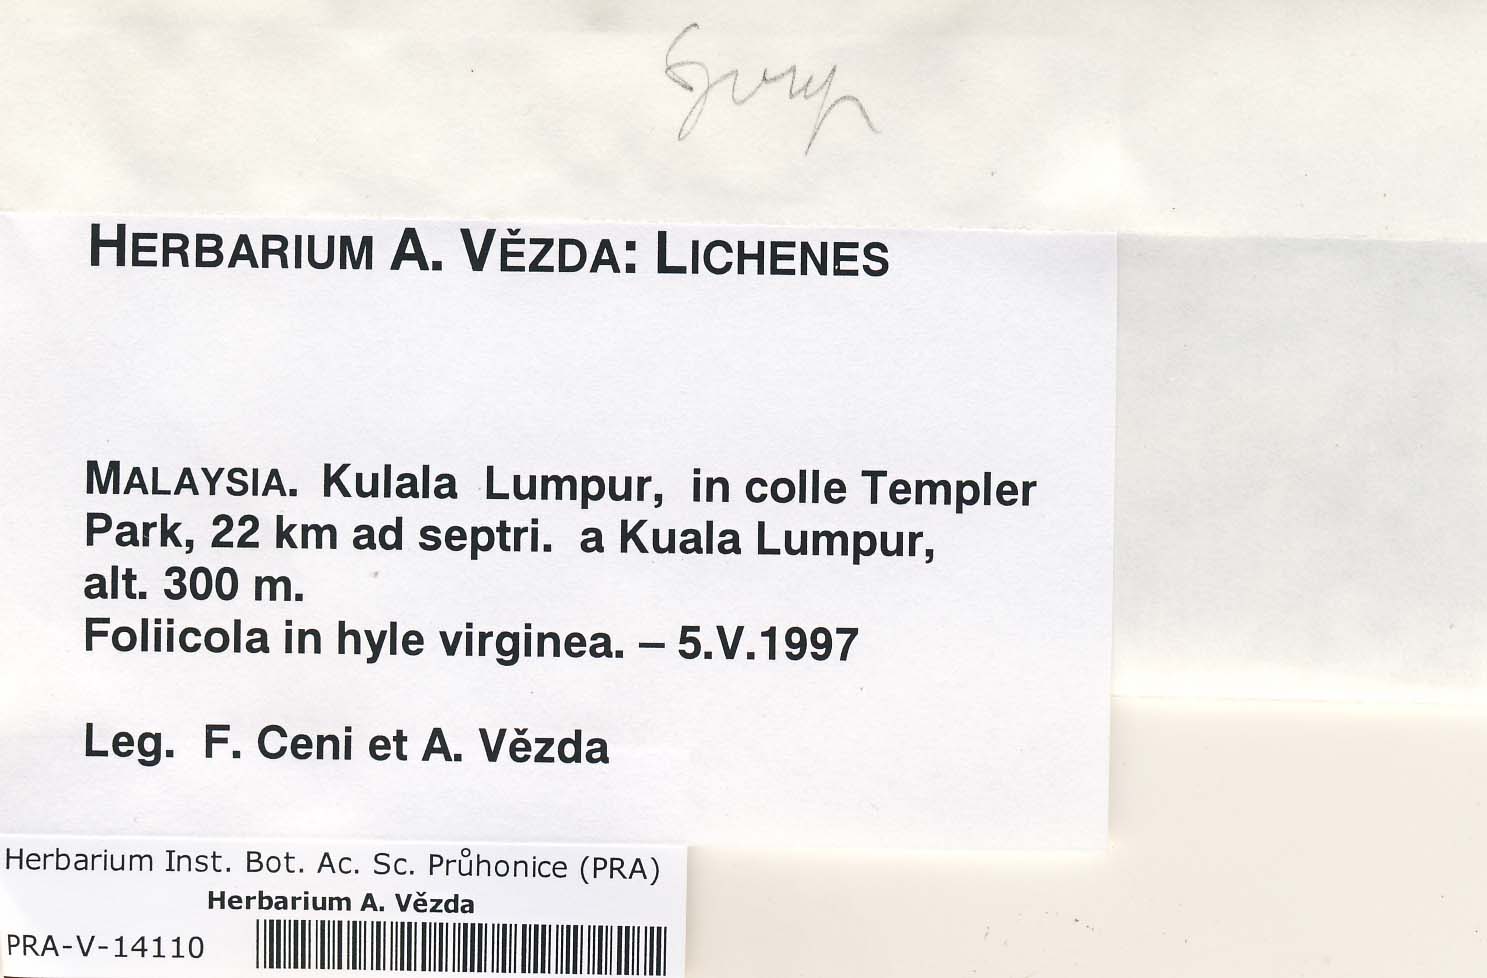 HERBARIUM A. VĚZDA: LICHENES
MALAYSIA. Kulala Lumpur, in colle Templer
Park, 22 km ad septri. a Kuala Lumpur,
alt. 300 m.
Foliicola in hyle virginea. – 5.V.1997
Leg. F. Ceni et A. Vězda
Herbarium Inst. Bot. Ac. Sc. Průhonice (PRA)
Herbarium A. Vězda
PRA-V-14110